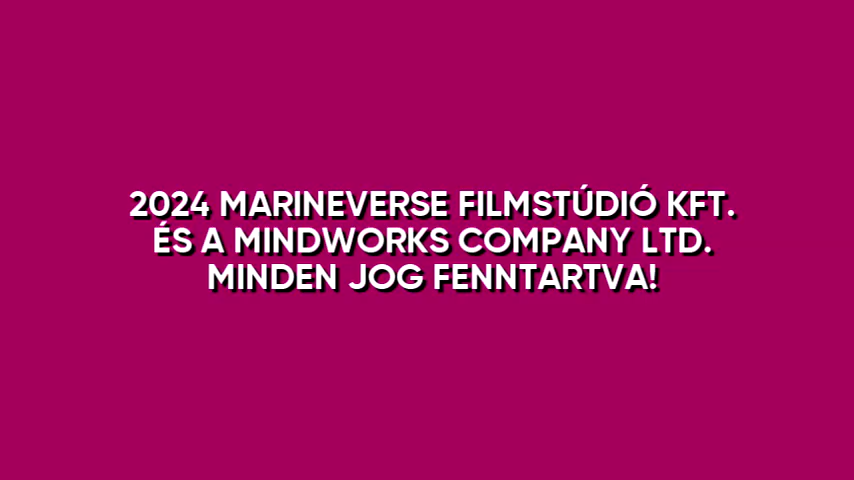 2024 MARINEVERSE FILMSTÚDIÓ KFT.
ÉS A MINDWORKS COMPANY LTD.
MINDEN JOG FENNTARTVA!